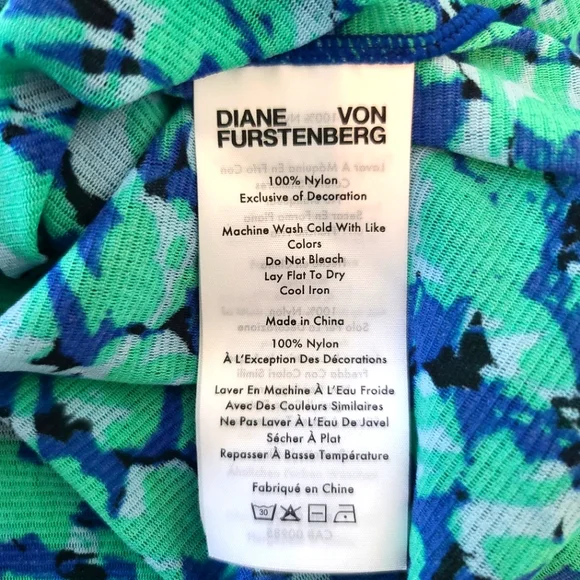 DIANE VON
FURSTENBERG
100% Nylon
Exclusive of Decoration
Machine Wash Cold With Like
Colors
Do Not Bleach
Lay Flat To Dry
Cool Iron
Made in China
100% Nylon
À L'Exception Des Décorations
Laver En Machine À L'Eau Froide
Avec Des Couleurs Similaires
Ne Pas Laver À L'Eau De Javel
Sécher À Plat
Repasser À Basse Température
Fabriqué en Chine
30